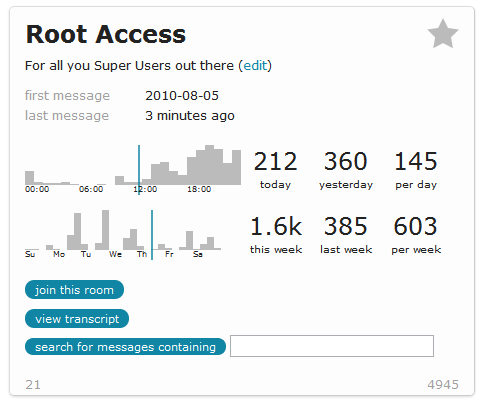 Root Access
For all you Super Users out there (edit)
first message 2010-08-05
last message 3 minutes ago
212 360 145
00:00 06:00 12:00 18:00 today yesterday per day
1.6k 385 603
Su Mo Tu We Th Fr Sa this week last week per week
join this room
view transcript
search for messages containing
21 4945